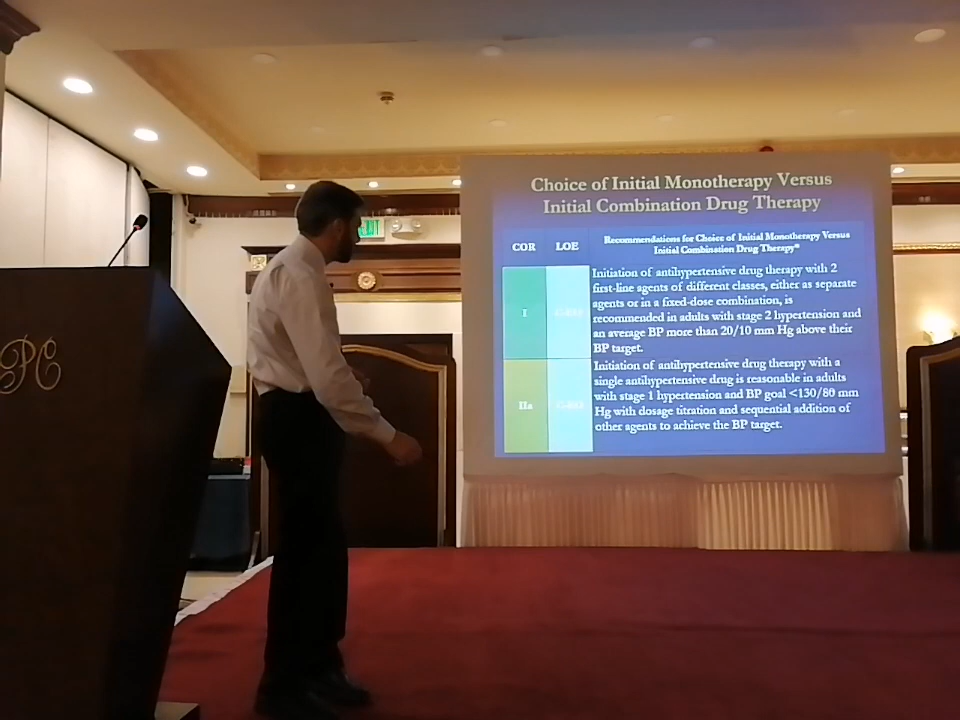 Choice of Initial Monotherapy Versus
Initial Combination Drug Therapy
COR
LOE
Recommendations for Choice of Initial Monotherapy Versus
Initial Combination Drug Therapy*
I
Initiation of antihypertensive drug therapy with 2
first-line agents of different classes, either as separate
agents or in a fixed-dose combination, is
recommended in adults with stage 2 hypertension and
an average BP more than 20/10 mm Hg above their
BP target.
IIa
Initiation of antihypertensive drug therapy with a
single antihypertensive drug is reasonable in adults
with stage 1 hypertension and BP goal <130/80 mm
Hg with dosage titration and sequential addition of
other agents to achieve the BP target.
PC